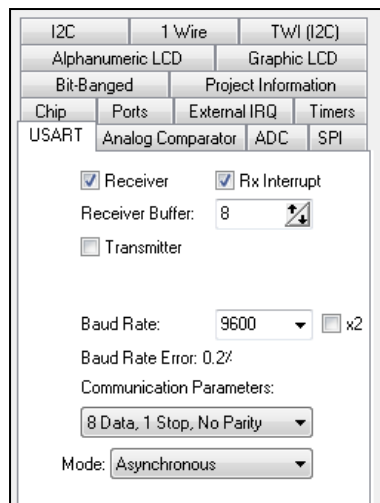 I2C 1 Wire TWI (I2C)
Alphanumeric LCD Graphic LCD
Bit-Banged Project Information
Chip Ports External IRQ Timers
USART Analog Comparator ADC SPI
Receiver Rx Interrupt
Receiver Buffer: 8
Transmitter
Baud Rate: 9600 x2
Baud Rate Error: 0.2%
Communication Parameters:
8 Data, 1 Stop, No Parity
Mode: Asynchronous